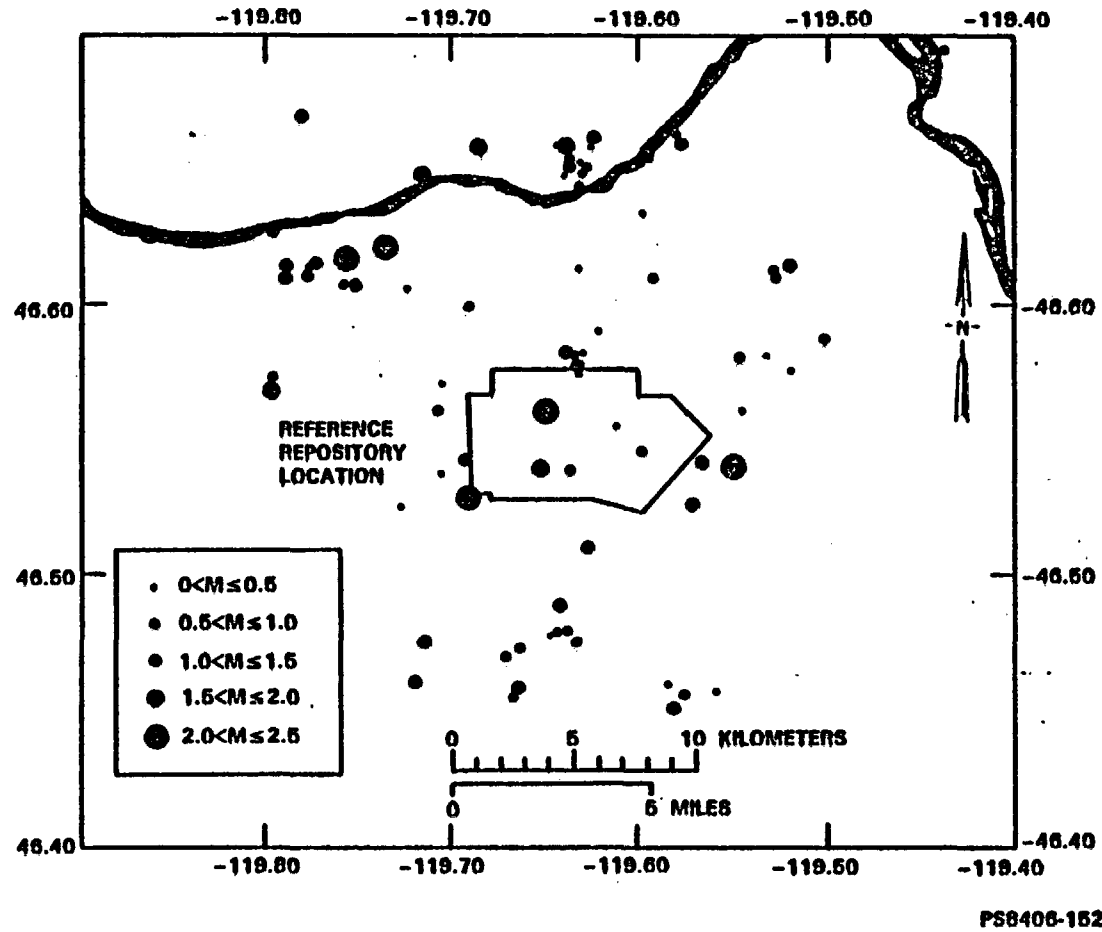 -119.80 -119.70 -119.60 -119.50 -119.40
46.60 -46.60
-N-
REFERENCE
REPOSITORY
LOCATION
46.50 -46.50
0<M≤0.5
0.5<M≤1.0
1.0<M≤1.5
1.5<M≤2.0
2.0<M≤2.5
0 5 10 KILOMETERS
0 5 MILES
46.40 -46.40
-119.80 -119.70 -119.60 -119.50 -119.40
PS8406-152